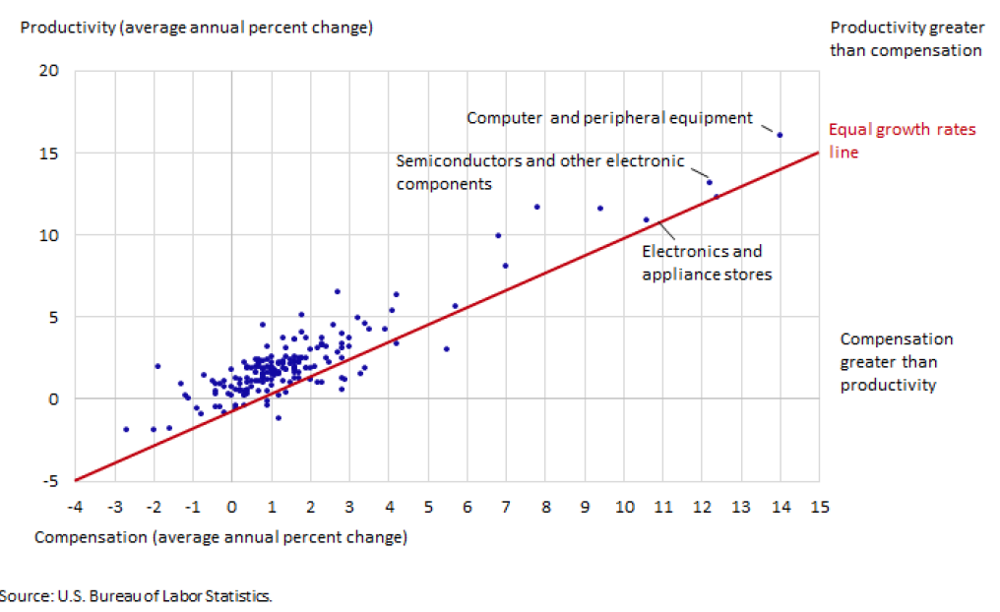 Productivity (average annual percent change)
Productivity greater
than compensation
20
Computer and peripheral equipment
Equal growth rates
line
15
Semiconductors and other electronic
components
10
Electronics and
appliance stores
5
Compensation
greater than
productivity
0
-5
-4 -3 -2 -1 0 1 2 3 4 5 6 7 8 9 10 11 12 13 14 15
Compensation (average annual percent change)
Source: U.S. Bureau of Labor Statistics.